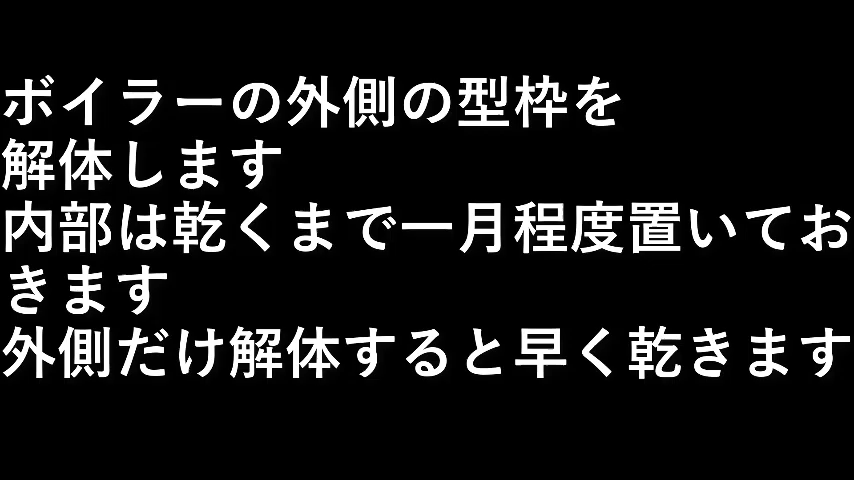 ボイラーの外側の型枠を
解体します
内部は乾くまで一月程度置いてお
きます
外側だけ解体すると早く乾きます